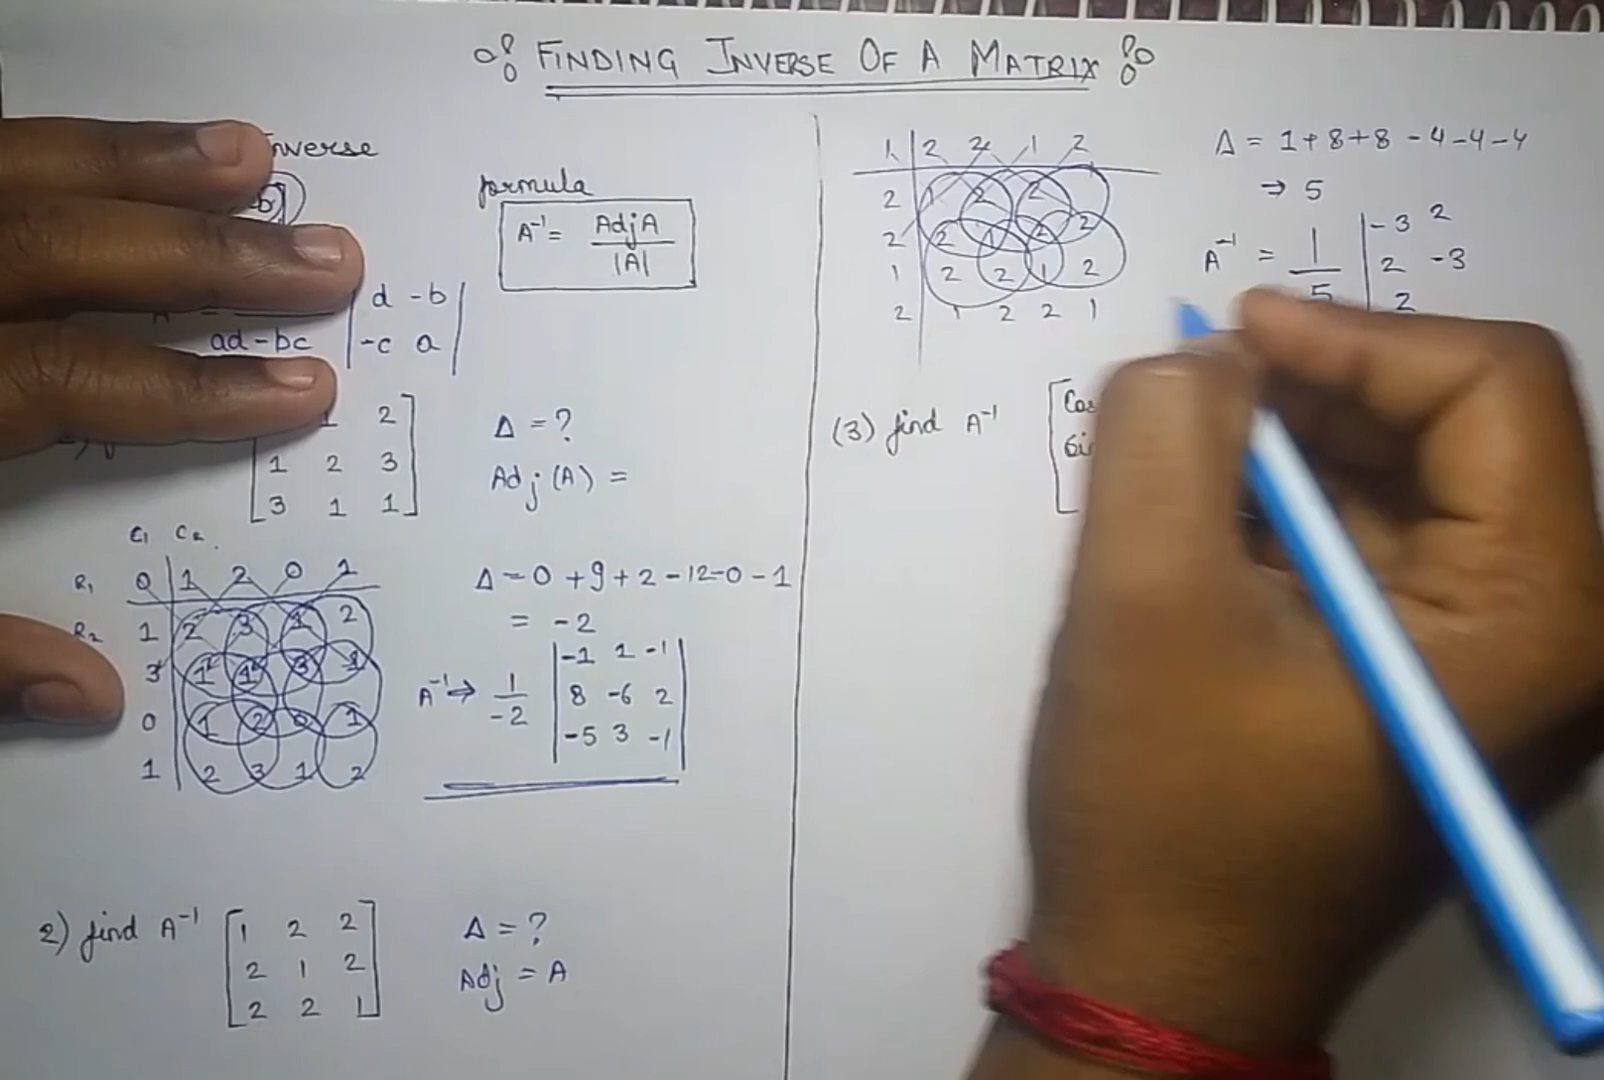 FINDING INVERSE OF A MATRIX
nverse
b
formula
A⁻¹ = AdjA
|A|
d -b
ad-bc -c a
1 2
1 2 3
3 1 1
Δ = ?
Adj (A) =
C₁ C₂
R₁ 0 1 2 0 1
R₂ 1 2 3 1 2
3 1 1 3 1
0 1 2 0 1
1 2 3 1 2
Δ = 0 + 9 + 2 - 12 - 0 - 1
= -2
A⁻¹ ⇒ 1
-2
-1 1 -1
8 -6 2
-5 3 -1
2) find A⁻¹
1 2 2
2 1 2
2 2 1
Δ = ?
Adj = A
1 2 2 1 2
2 1 2 2 1
2 2 1 2 2
1 2 2 1 2
2 1 2 2 1
Δ = 1 + 8 + 8 - 4 - 4 - 4
⇒ 5
A⁻¹ = 1
5
-3 2
2 -3
2
(3) find A⁻¹
Cos